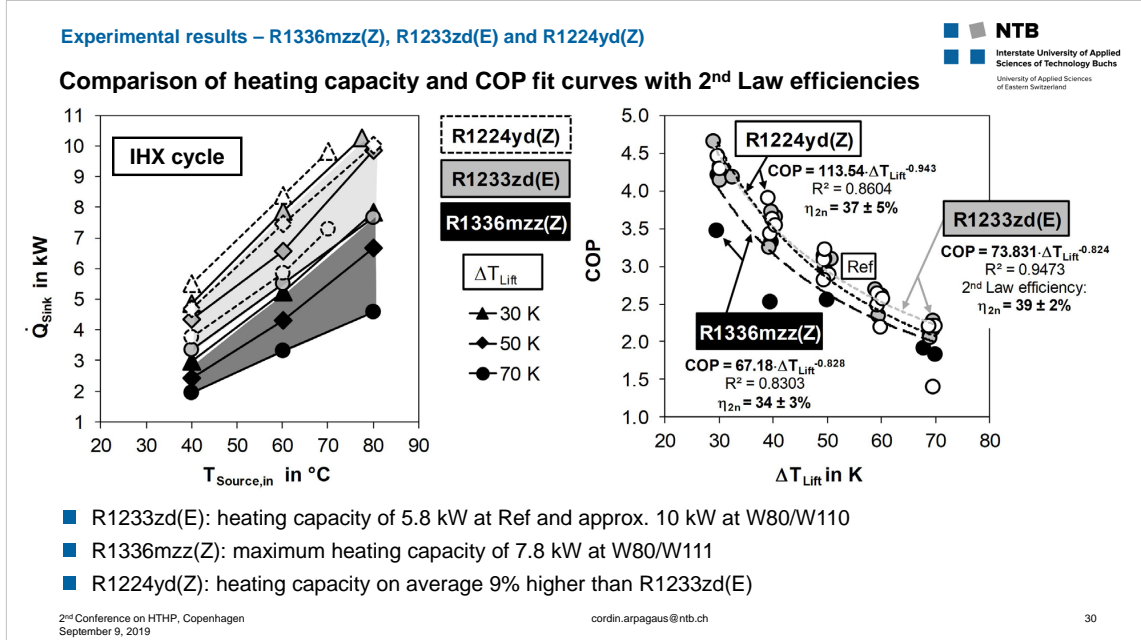 Experimental results – R1336mzz(Z), R1233zd(E) and R1224yd(Z)
NTB
Interstate University of Applied
Sciences of Technology Buchs
University of Applied Sciences
of Eastern Switzerland
Comparison of heating capacity and COP fit curves with 2nd Law efficiencies
11
10
9
8
7
6
5
4
3
2
1
Q̇Sink in kW
IHX cycle
20 30 40 50 60 70 80 90
TSource,in in °C
R1224yd(Z)
R1233zd(E)
R1336mzz(Z)
ΔTLift
30 K
50 K
70 K
5.0
4.5
4.0
3.5
3.0
2.5
2.0
1.5
1.0
COP
R1224yd(Z)
COP = 113.54·ΔTLift-0.943
R² = 0.8604
η2n = 37 ± 5%
R1233zd(E)
COP = 73.831·ΔTLift-0.824
R² = 0.9473
2nd Law efficiency:
η2n = 39 ± 2%
Ref
R1336mzz(Z)
COP = 67.18·ΔTLift-0.828
R² = 0.8303
η2n = 34 ± 3%
20 30 40 50 60 70 80
ΔTLift in K
R1233zd(E): heating capacity of 5.8 kW at Ref and approx. 10 kW at W80/W110
R1336mzz(Z): maximum heating capacity of 7.8 kW at W80/W111
R1224yd(Z): heating capacity on average 9% higher than R1233zd(E)
2nd Conference on HTHP, Copenhagen
September 9, 2019
cordin.arpagaus@ntb.ch
30